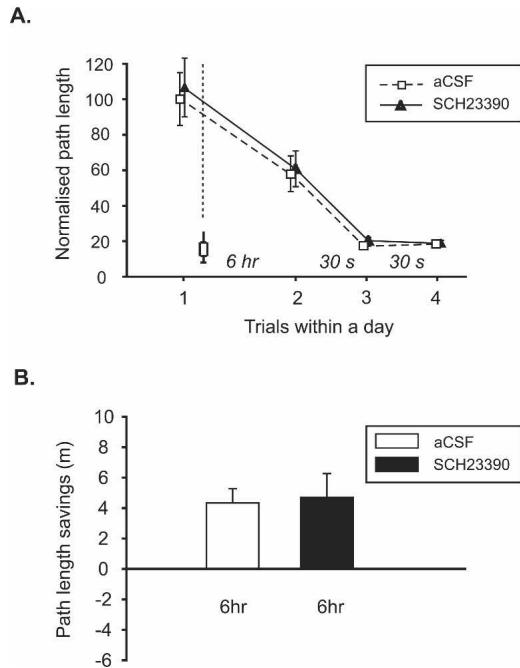 A.
120
100
80
60
40
20
0
Normalised path length
aCSF
SCH23390
6 hr
30 s
30 s
1
2
3
4
Trials within a day
B.
10
8
6
4
2
0
-2
-4
-6
Path length savings (m)
aCSF
SCH23390
6hr
6hr